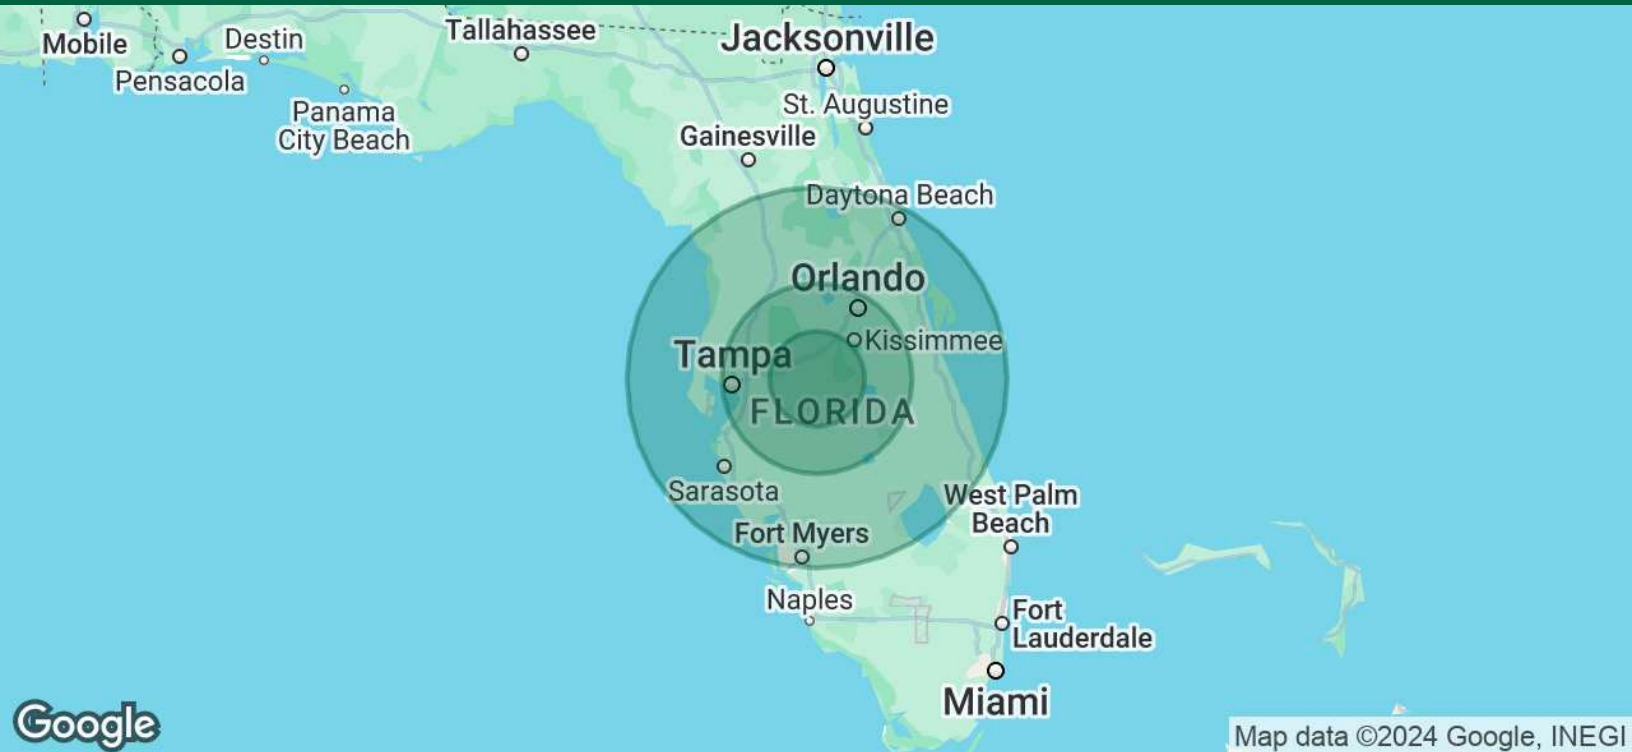 Mobile
Destin
Pensacola
Panama
City Beach
Tallahassee
Jacksonville
St. Augustine
Gainesville
Daytona Beach
Orlando
Kissimmee
Tampa
FLORIDA
Sarasota
West Palm
Beach
Fort Myers
Naples
Fort
Lauderdale
Miami
Google
Map data ©2024 Google, INEGI